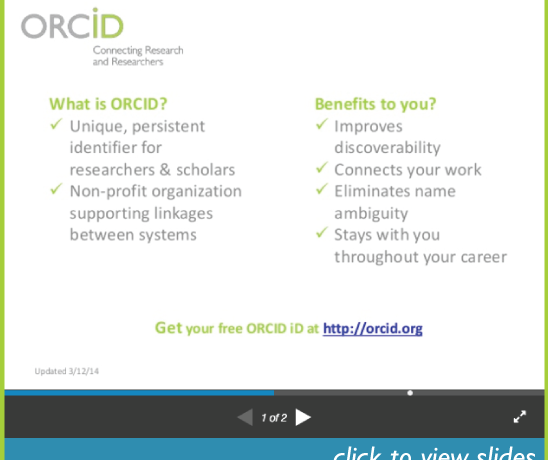 ORCiD
Connecting Research
and Researchers
What is ORCID?
✓ Unique, persistent
identifier for
researchers & scholars
✓ Non-profit organization
supporting linkages
between systems
Benefits to you?
✓ Improves
discoverability
✓ Connects your work
✓ Eliminates name
ambiguity
✓ Stays with you
throughout your career
Get your free ORCID iD at http://orcid.org
Updated 3/12/14
1 of 2
click to view slides